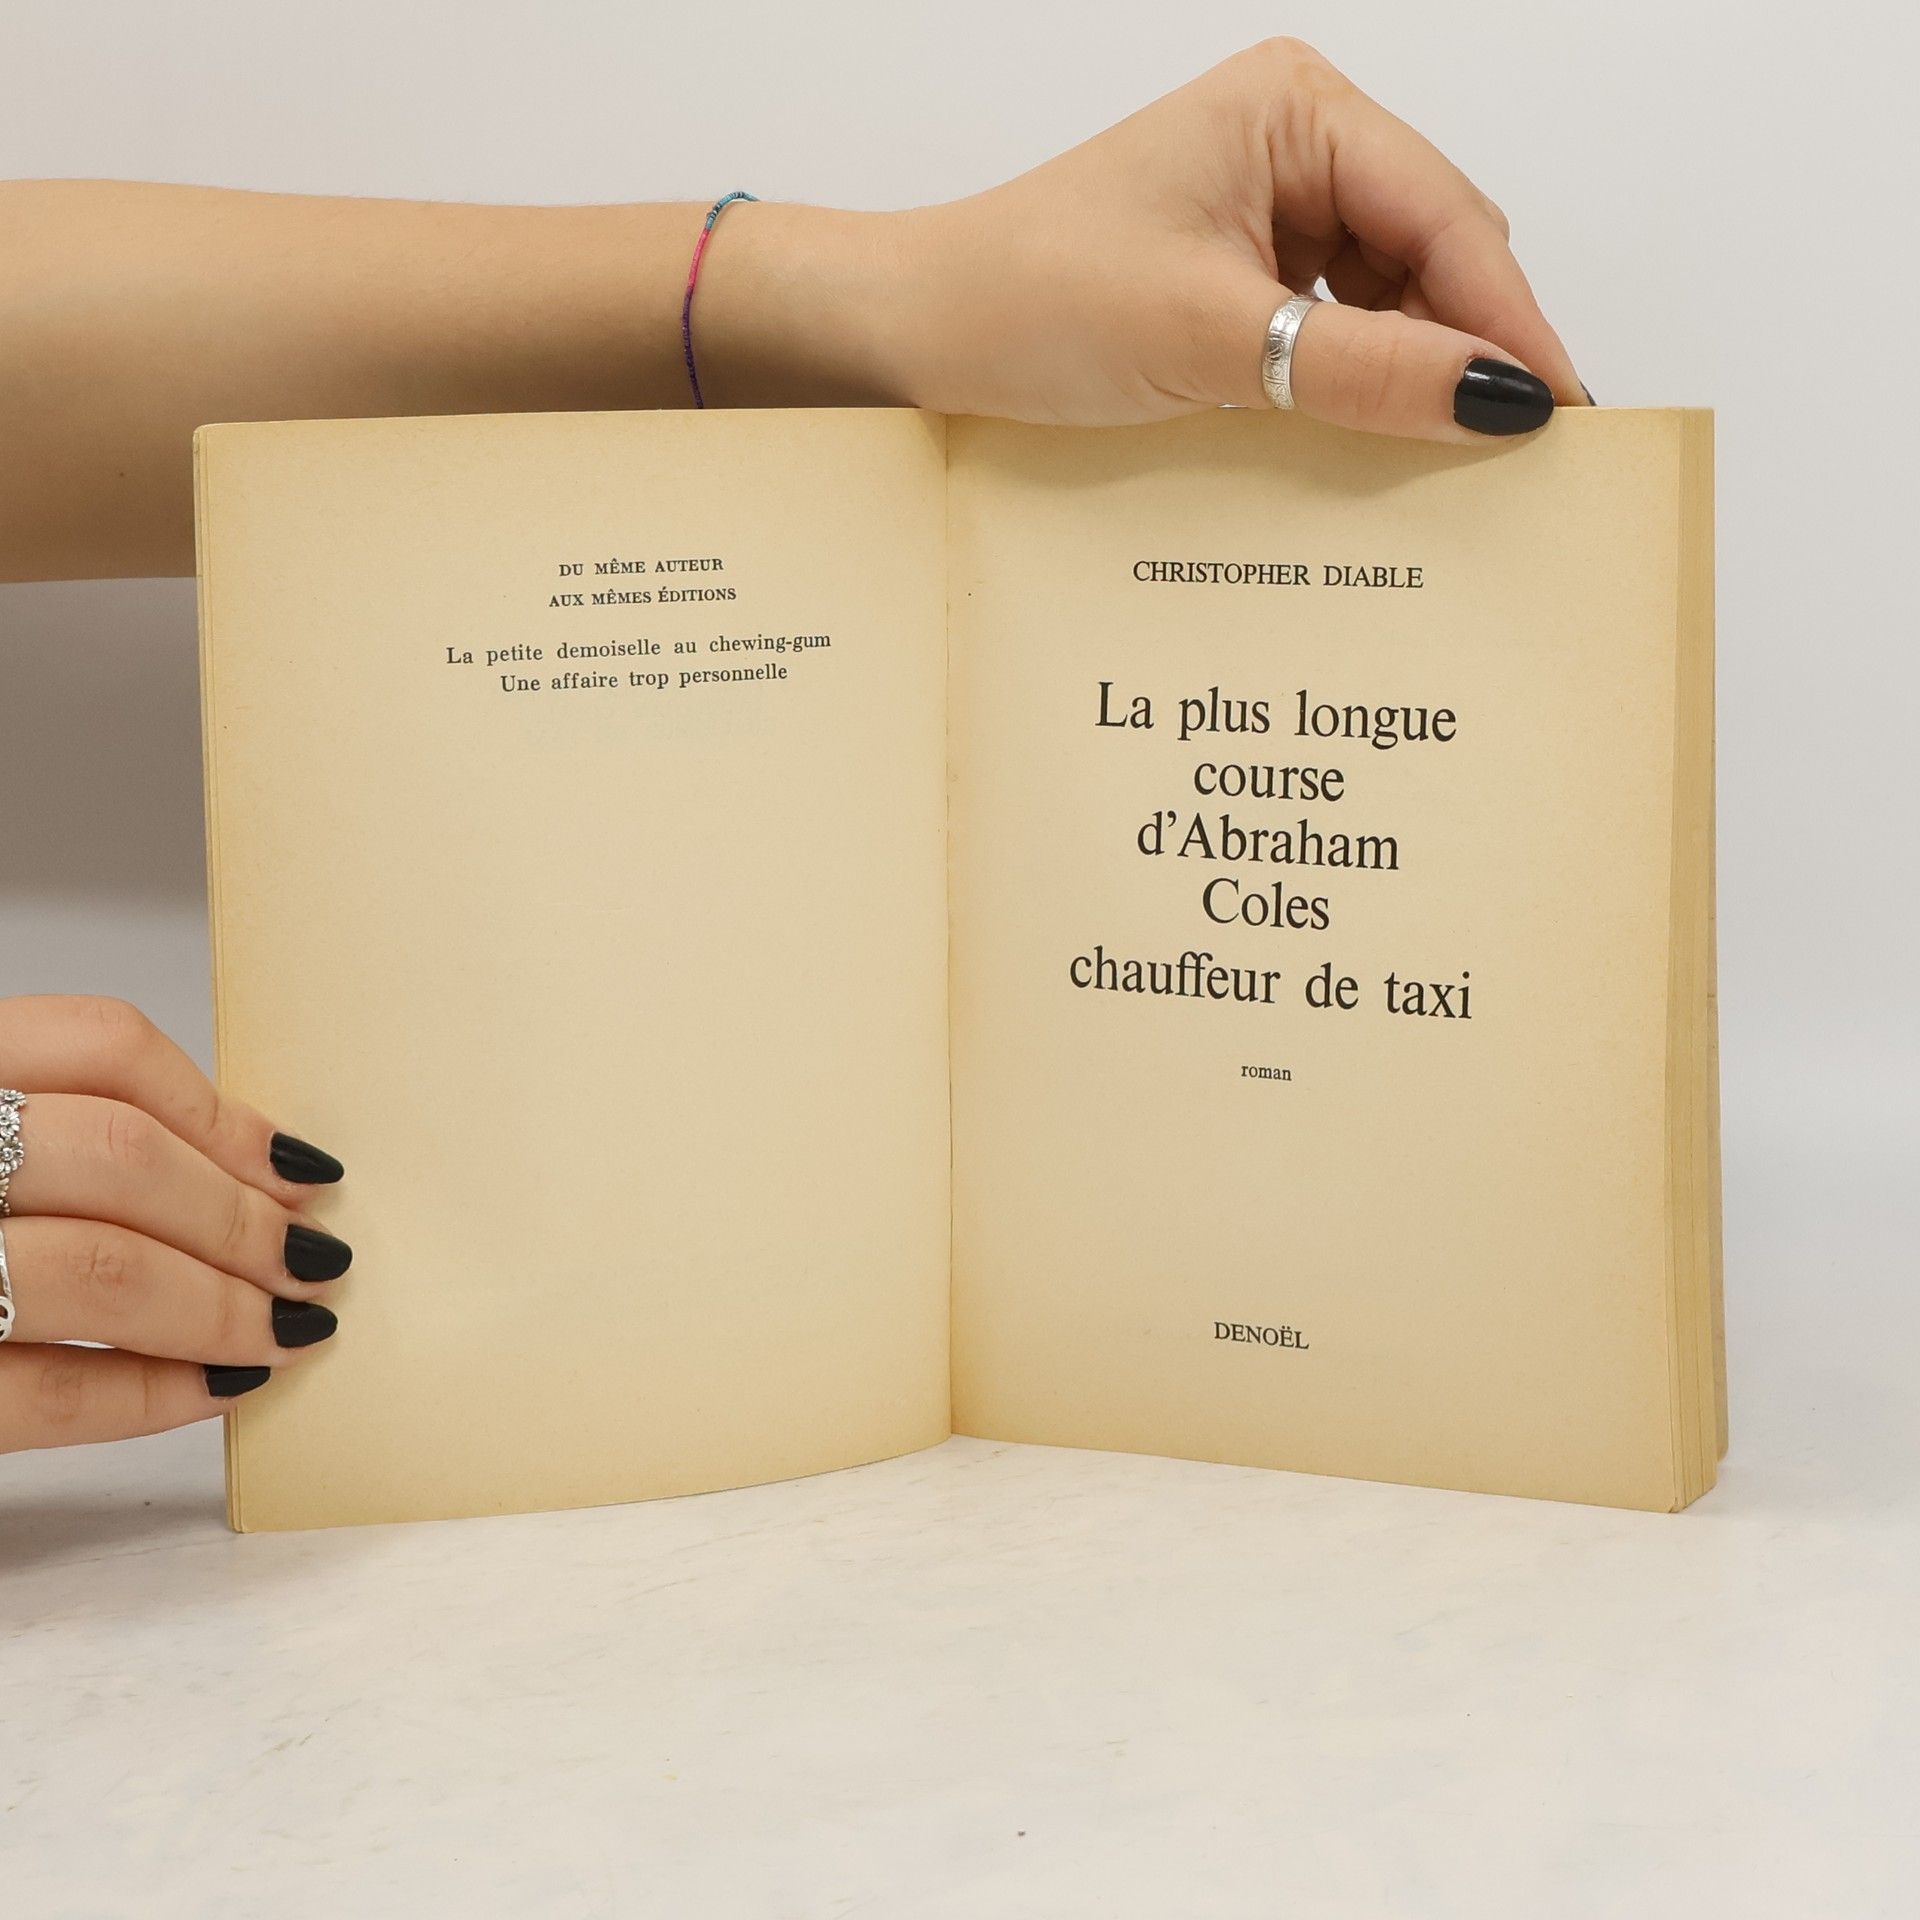 DU MÊME AUTEUR
AUX MÊMES ÉDITIONS
La petite demoiselle au chewing-gum
Une affaire trop personnelle
CHRISTOPHER DIABLE
La plus longue
course
d'Abraham
Coles
chauffeur de taxi
roman
DENOËL